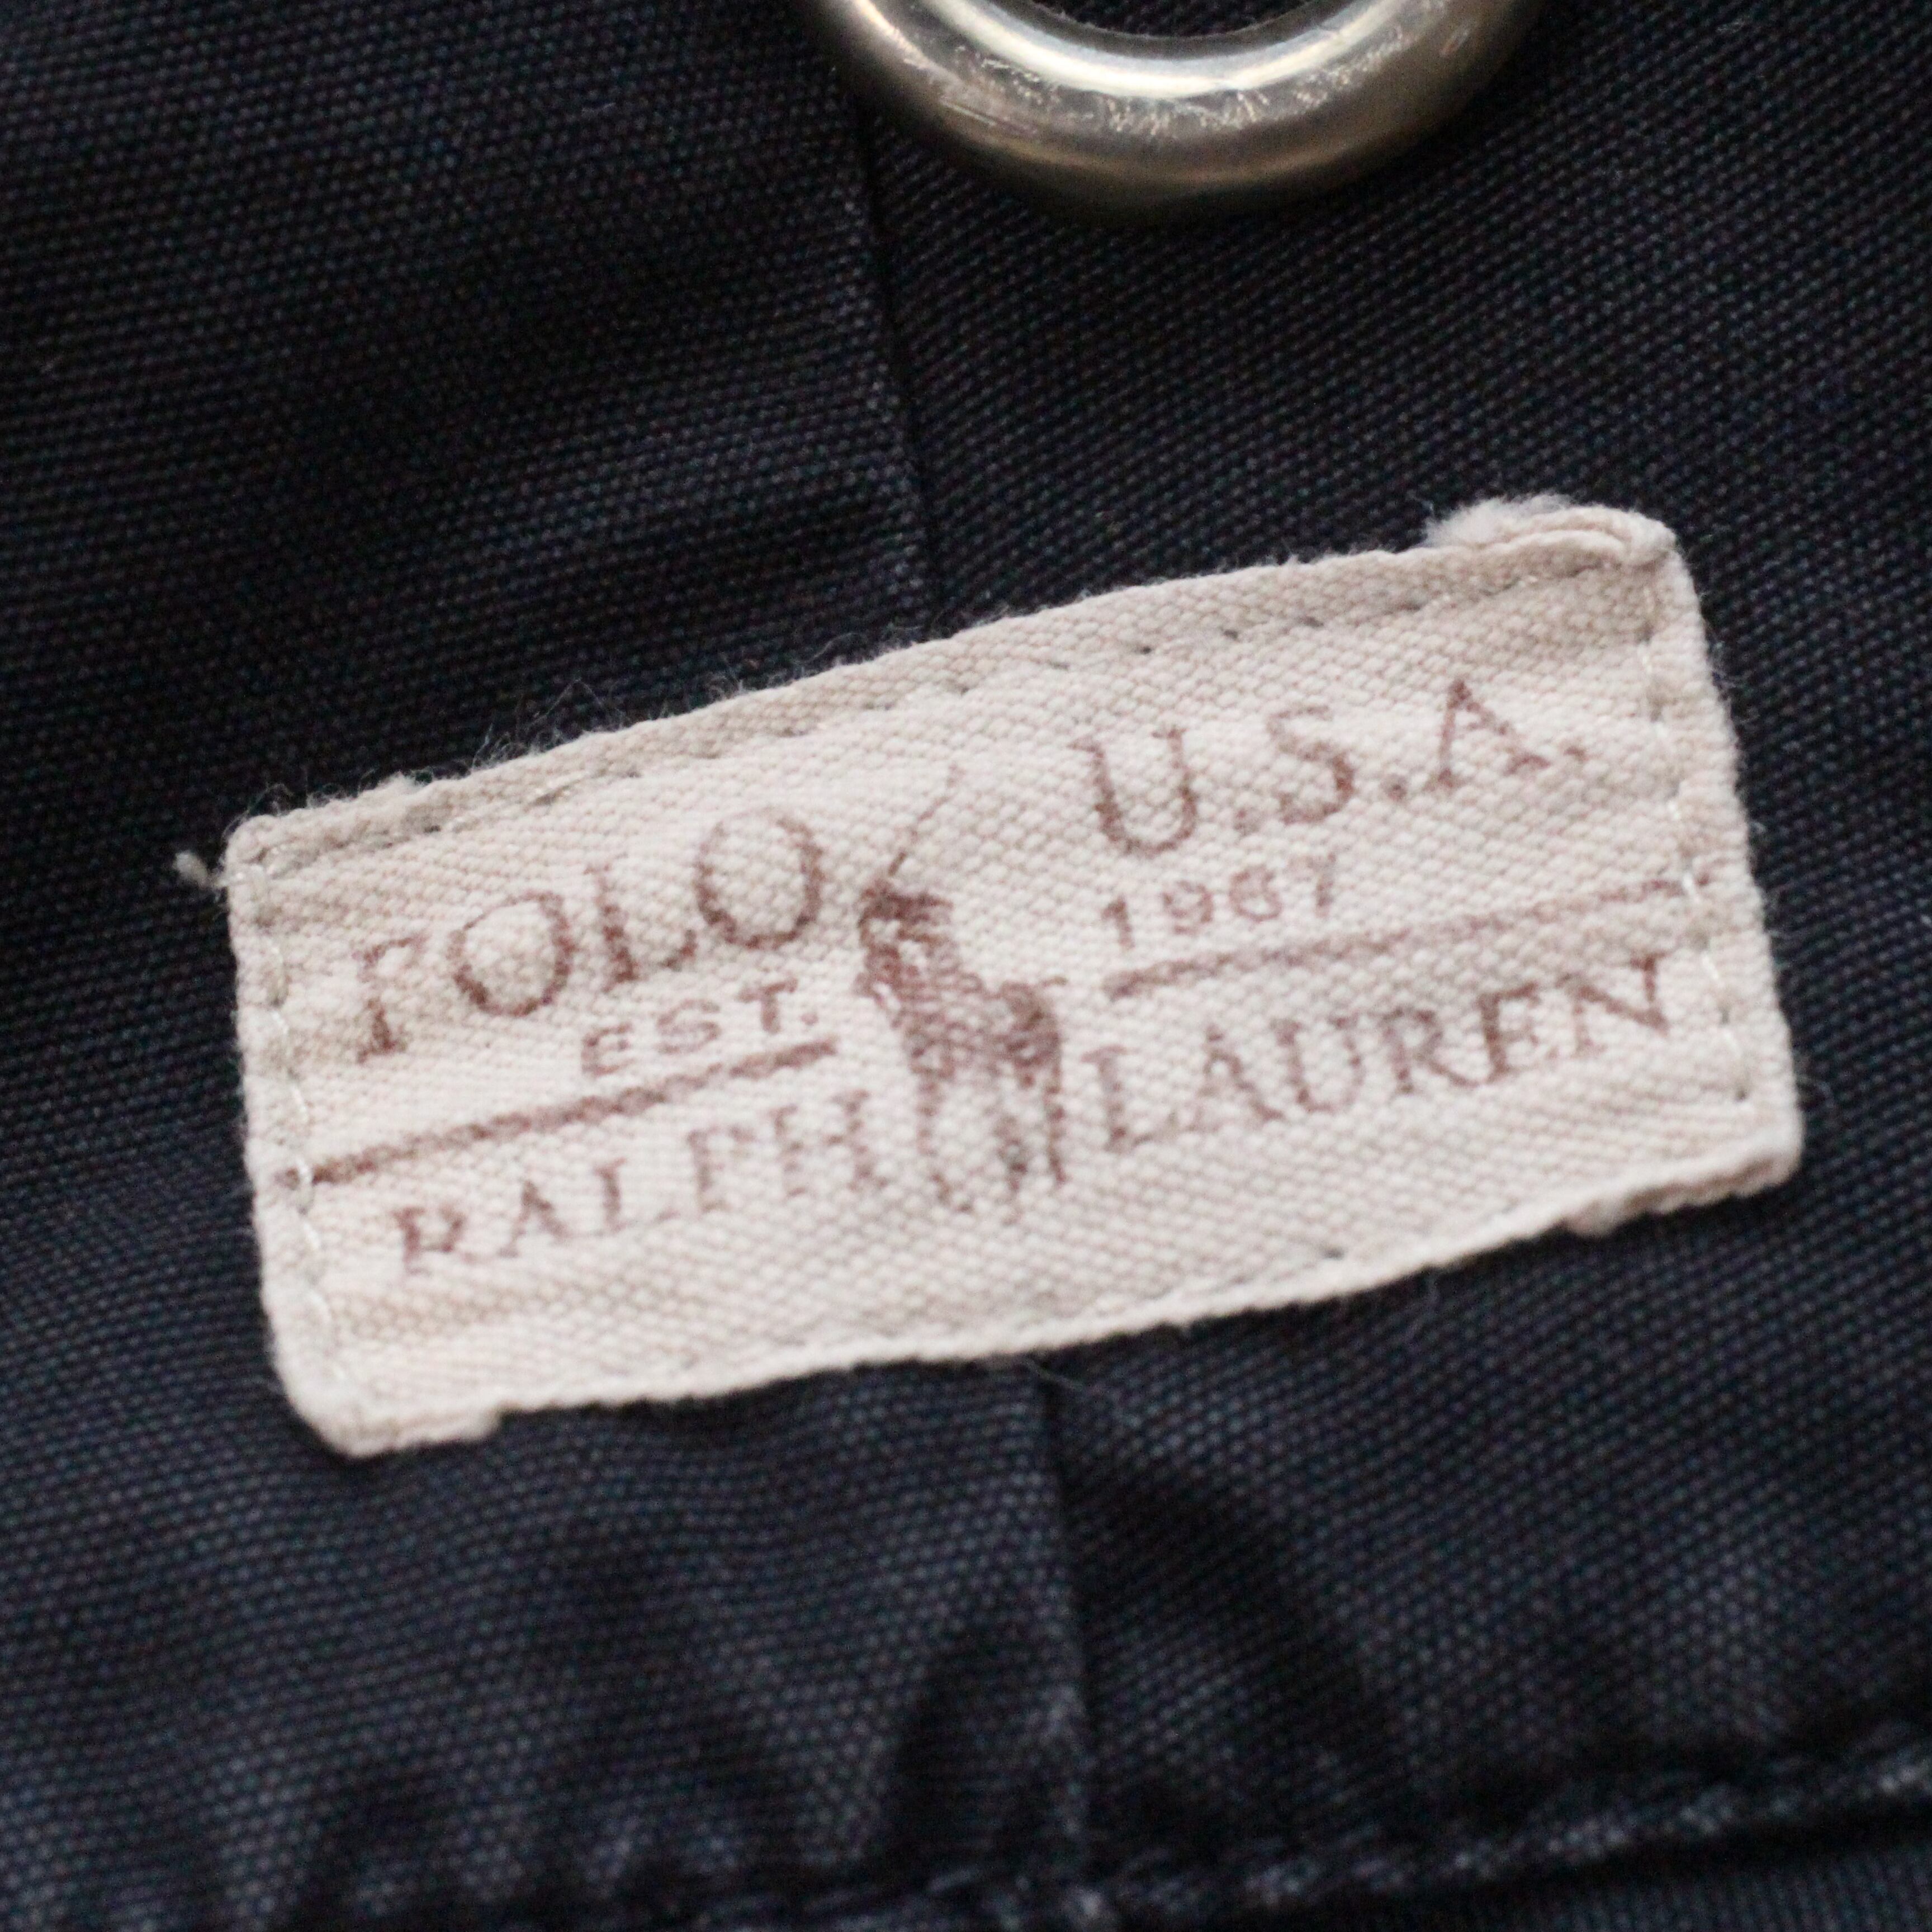 POLO U.S.A.
EST. 1967
RALPH LAUREN